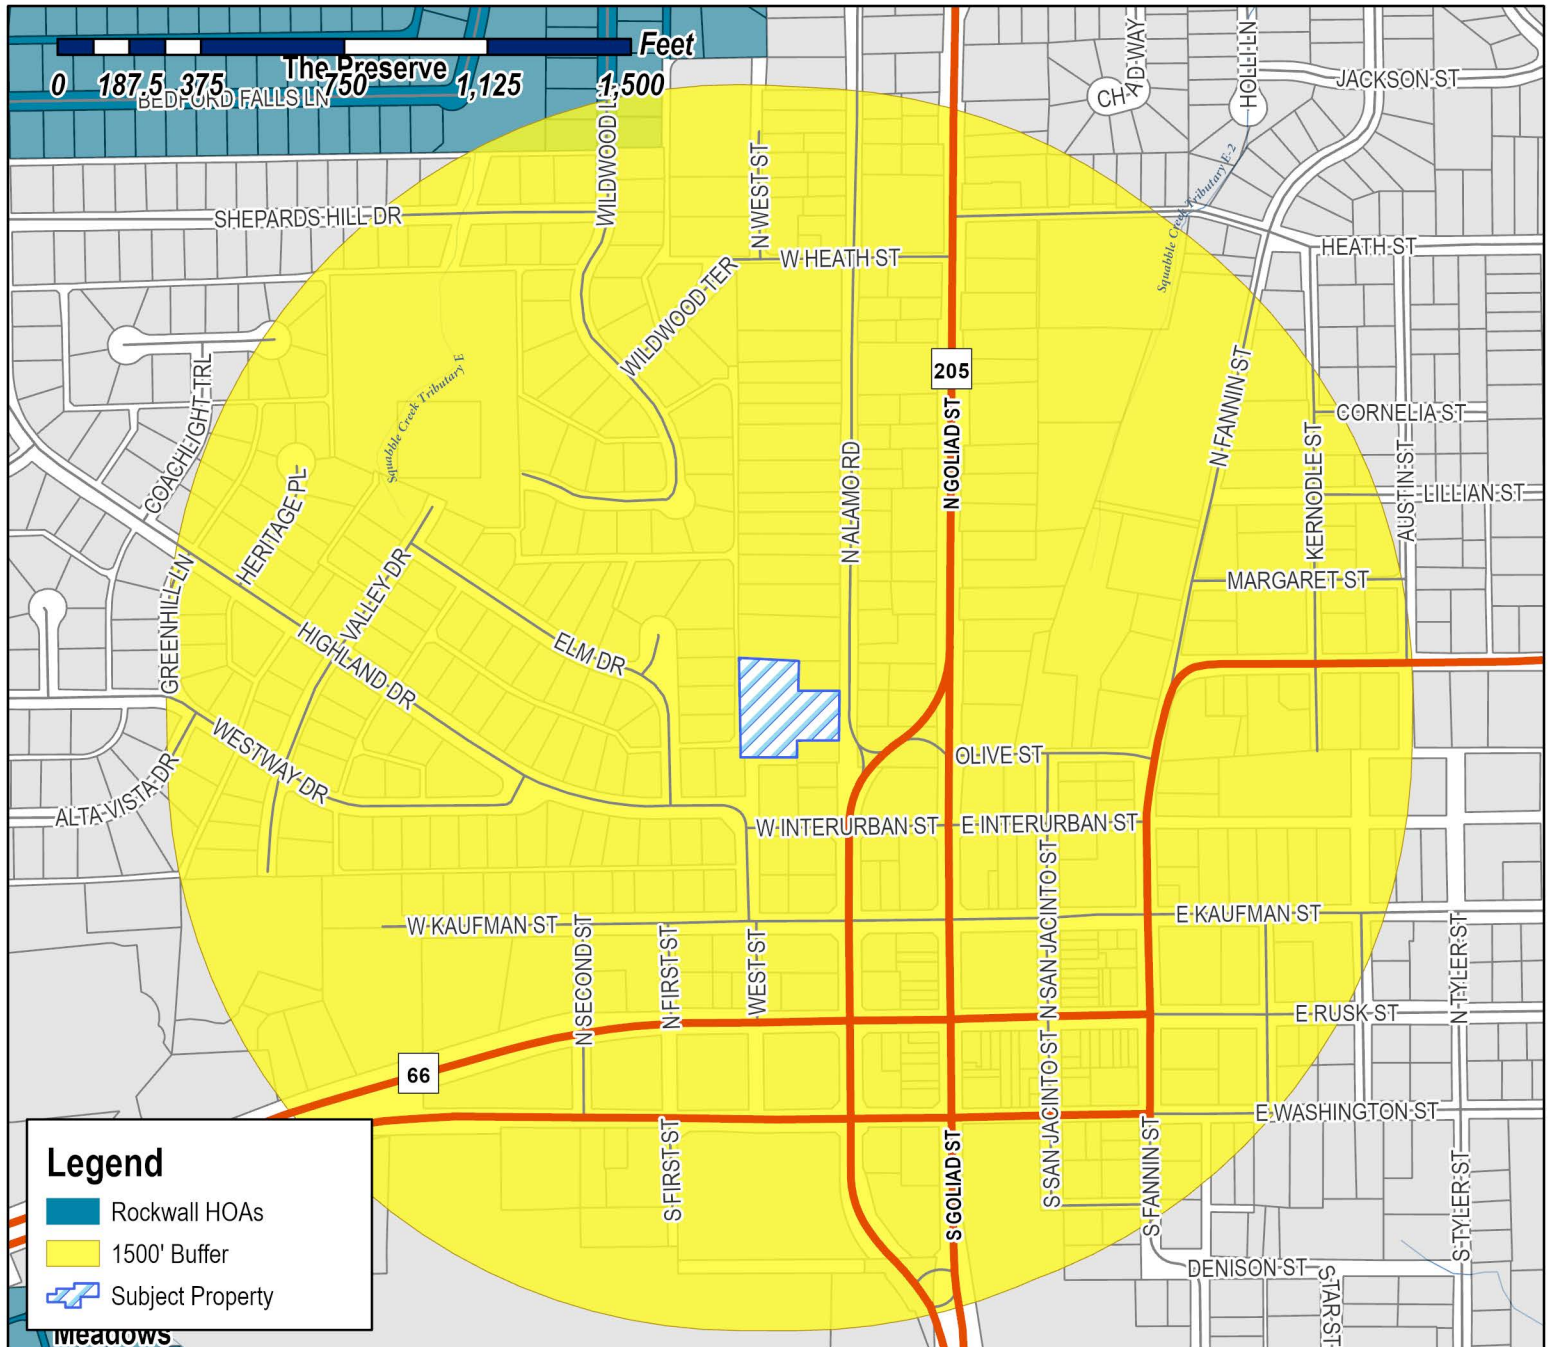 Feet
0 187.5 375 750 1,125 1,500
The Preserve
BEDFORD FALLS LN
CHAD WAY
HOLLI LN
JACKSON ST
WILDWOOD L
N WEST ST
Squabble Creek Tributary E-2
SHEPARDS HILL DR
W HEATH ST
HEATH ST
WILDWOOD TER
COACHLIGHT TRL
Squabble Creek Tributary E
205
N GOLIAD ST
N ALAMO RD
N FANNIN ST
CORNELIA ST
KERNODLE ST
AUSTIN ST
LILLIAN ST
HERITAGE PL
GREENHILL LN
VALLEY DR
HIGHLAND DR
ELM DR
MARGARET ST
WESTWAY DR
ALTA VISTA DR
OLIVE ST
W INTERURBAN ST
E INTERURBAN ST
W KAUFMAN ST
E KAUFMAN ST
N SECOND ST
N FIRST ST
WEST ST
N SAN JACINTO ST
N SAN JACINTO ST
N TYLER ST
E RUSK ST
66
S SAN JACINTO ST
S SAN JACINTO ST
E WASHINGTON ST
S FIRST ST
S GOLIAD ST
S FANNIN ST
S TYLER ST
DENISON ST
S STAR ST
Legend
Rockwall HOAs
1500' Buffer
Subject Property
Meadows